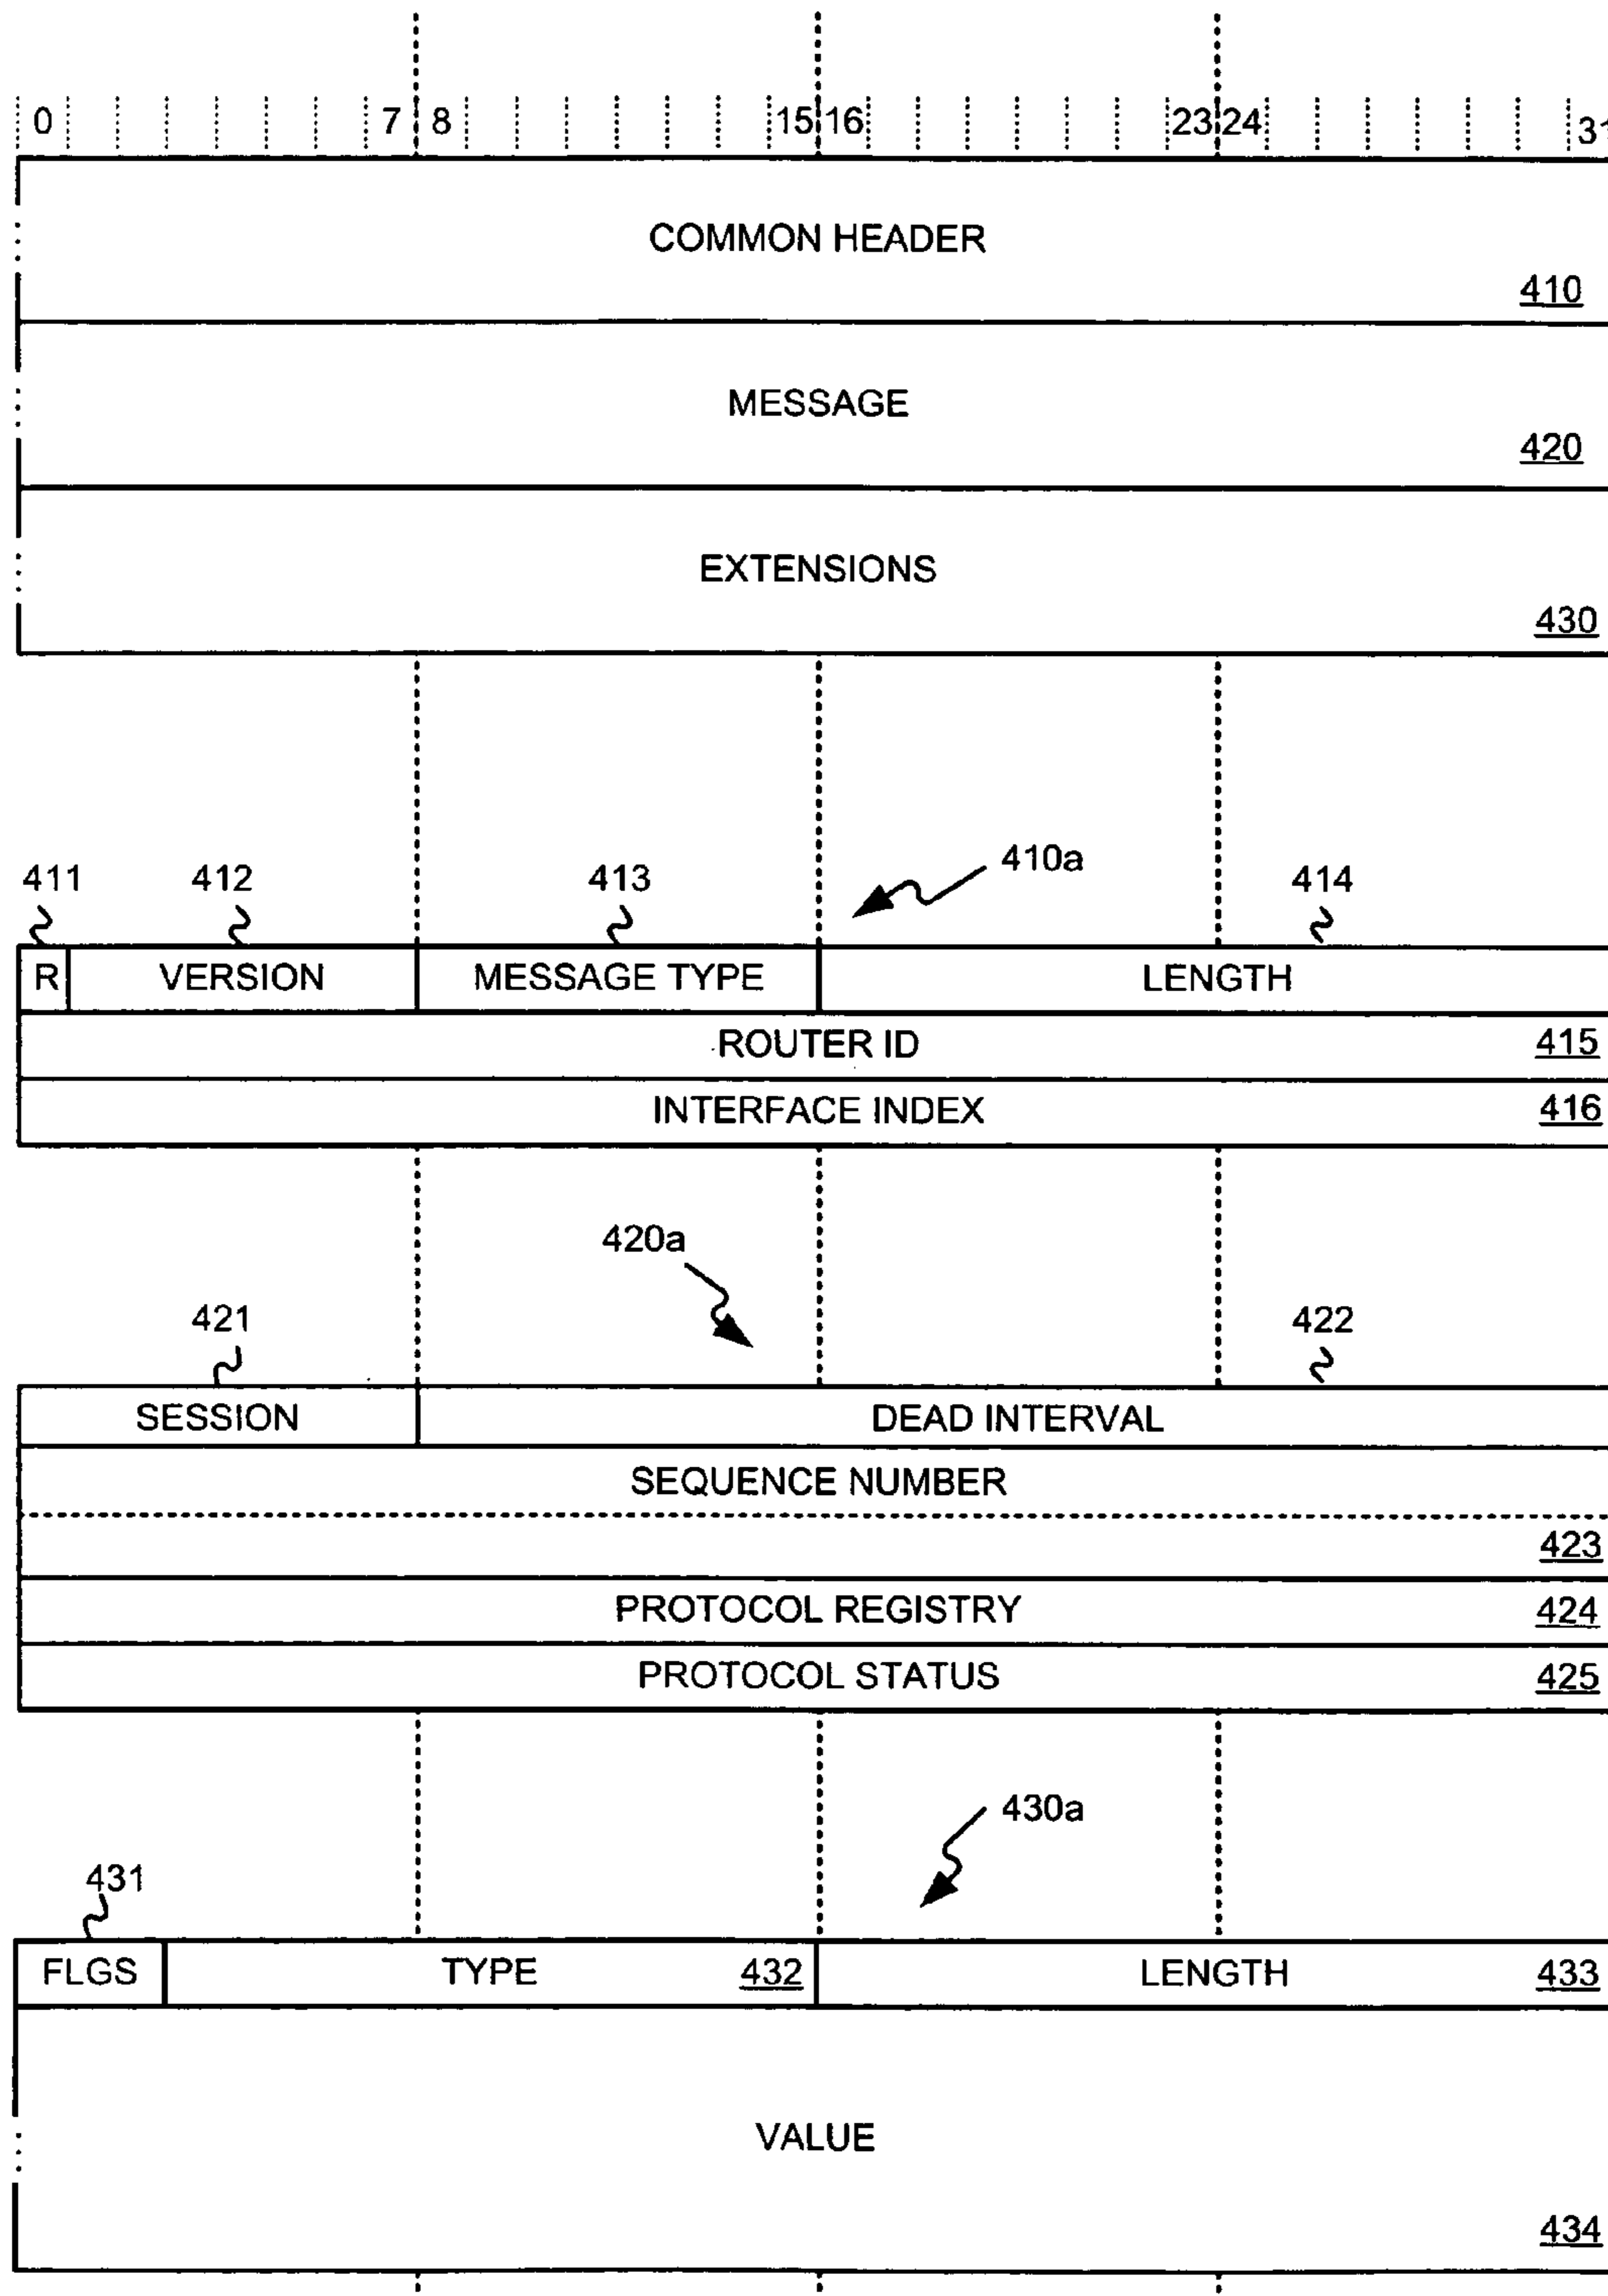 0 7 8 15 16 23 24 31
COMMON HEADER
410
MESSAGE
420
EXTENSIONS
430
410a
411 412 413 414
R VERSION MESSAGE TYPE LENGTH
ROUTER ID 415
INTERFACE INDEX 416
420a
421 422
SESSION DEAD INTERVAL
SEQUENCE NUMBER
423
PROTOCOL REGISTRY 424
PROTOCOL STATUS 425
430a
431
FLGS TYPE 432 LENGTH 433
VALUE
434